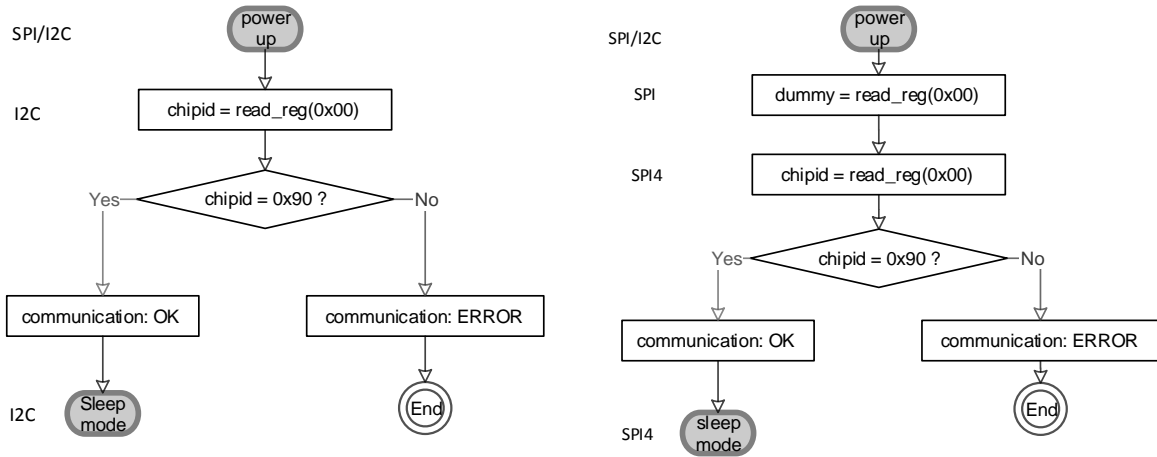 SPI/I2C
power
up
I2C
chipid = read_reg(0x00)
chipid = 0x90 ?
Yes
No
communication: OK
communication: ERROR
I2C
Sleep
mode
End
SPI/I2C
power
up
SPI
dummy = read_reg(0x00)
SPI4
chipid = read_reg(0x00)
chipid = 0x90 ?
Yes
No
communication: OK
communication: ERROR
SPI4
sleep
mode
End